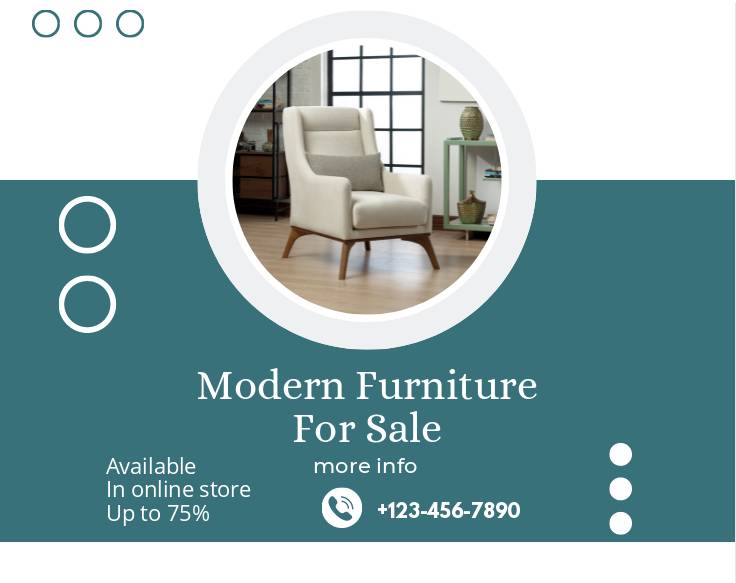 Modern Furniture
For Sale
Available
In online store
Up to 75%
more info
+123-456-7890